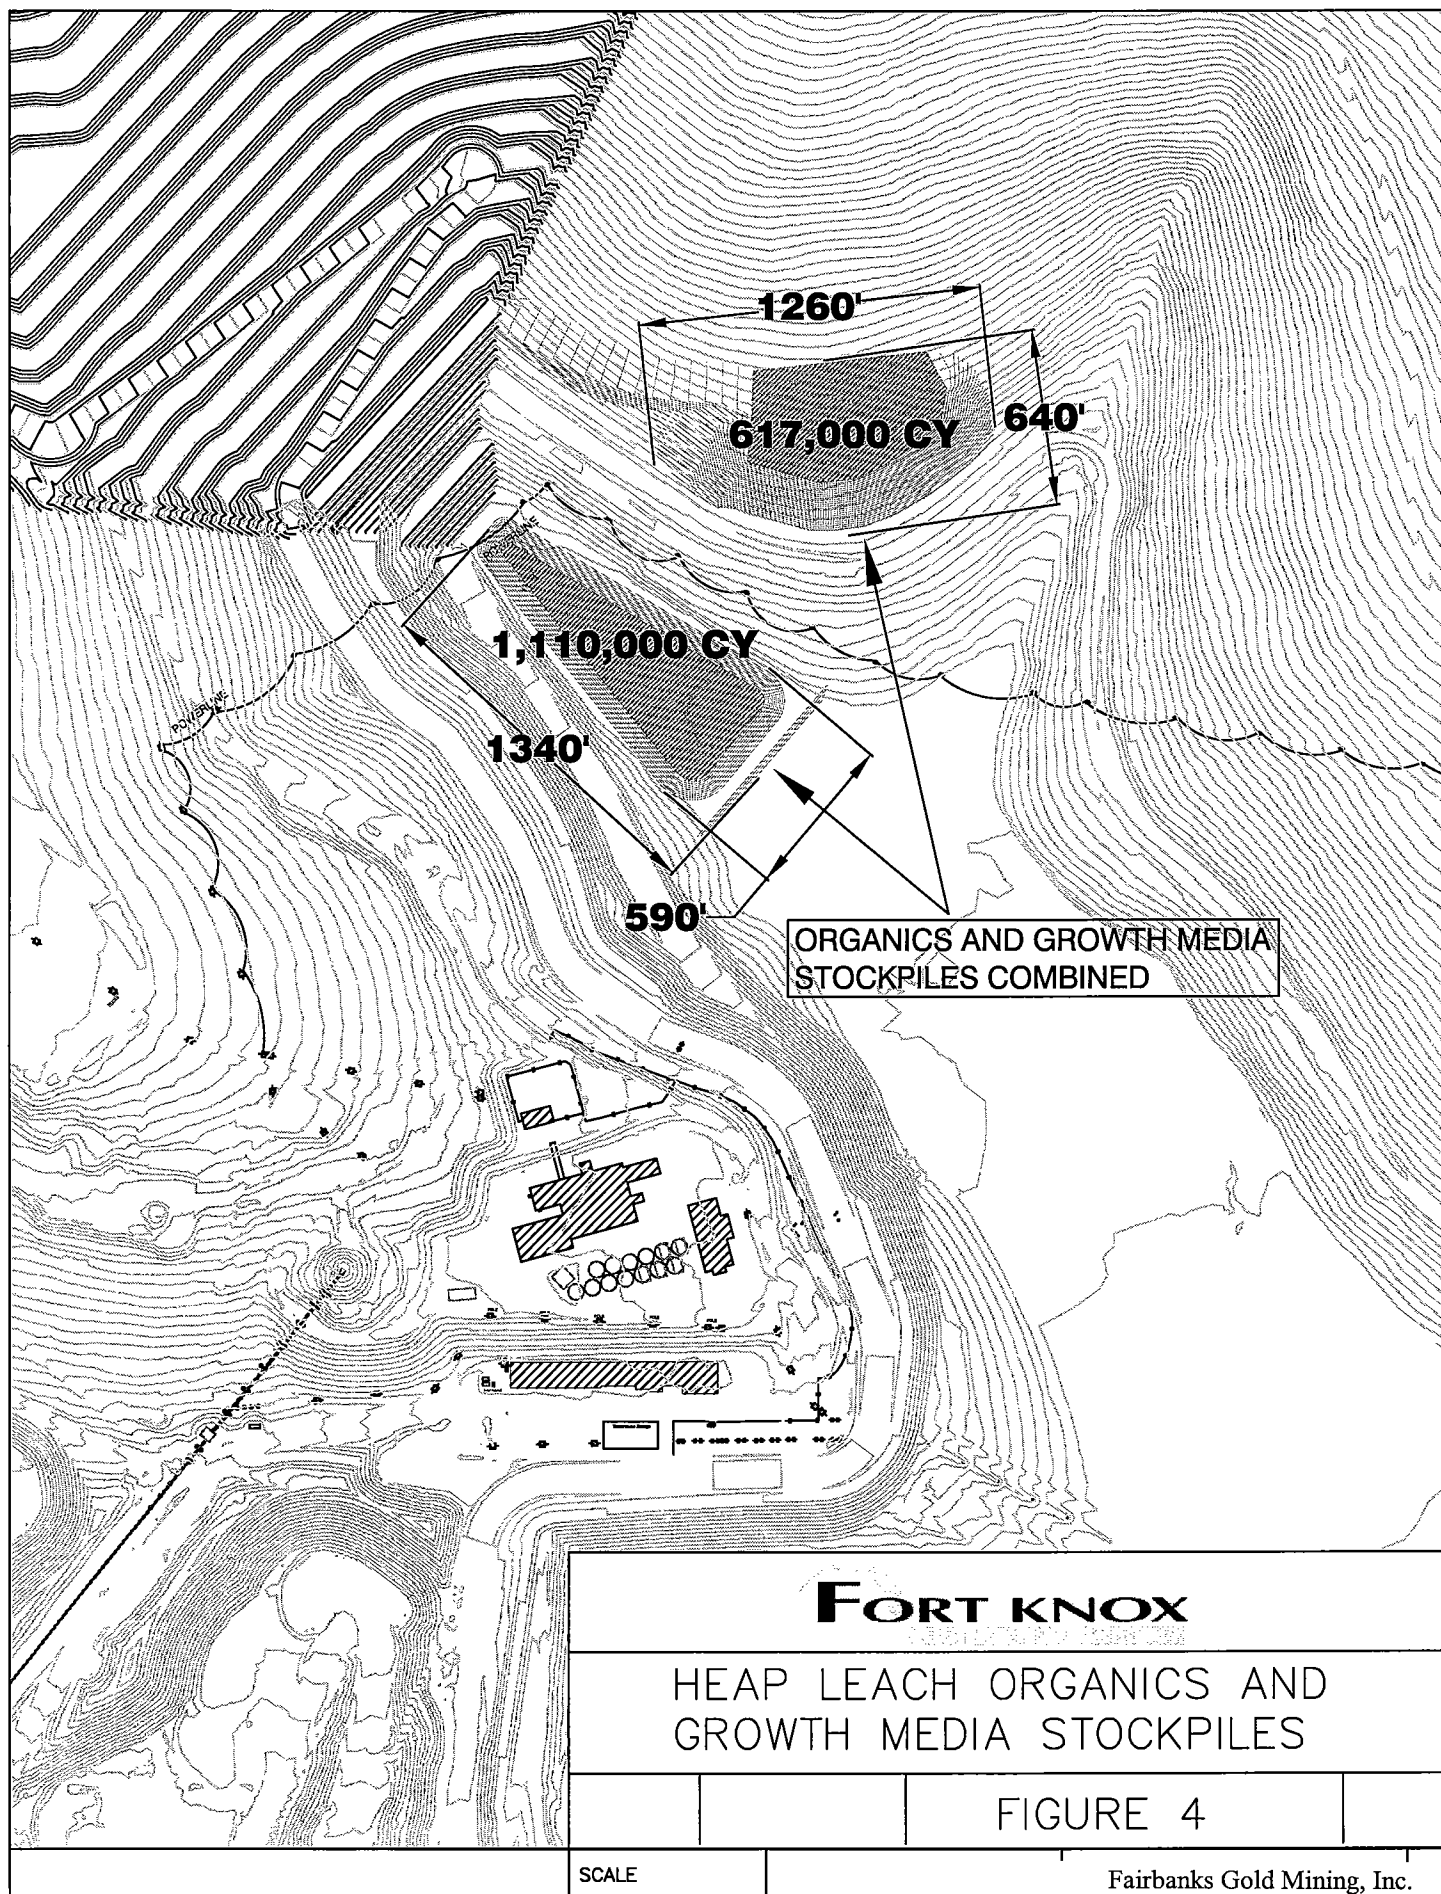 1260'
640'
617,000 CY
POWERLINE
1,110,000 CY
POWERLINE
1340'
590'
ORGANICS AND GROWTH MEDIA
STOCKPILES COMBINED
FORT KNOX
HEAP LEACH ORGANICS AND
GROWTH MEDIA STOCKPILES
FIGURE 4
SCALE
Fairbanks Gold Mining, Inc.